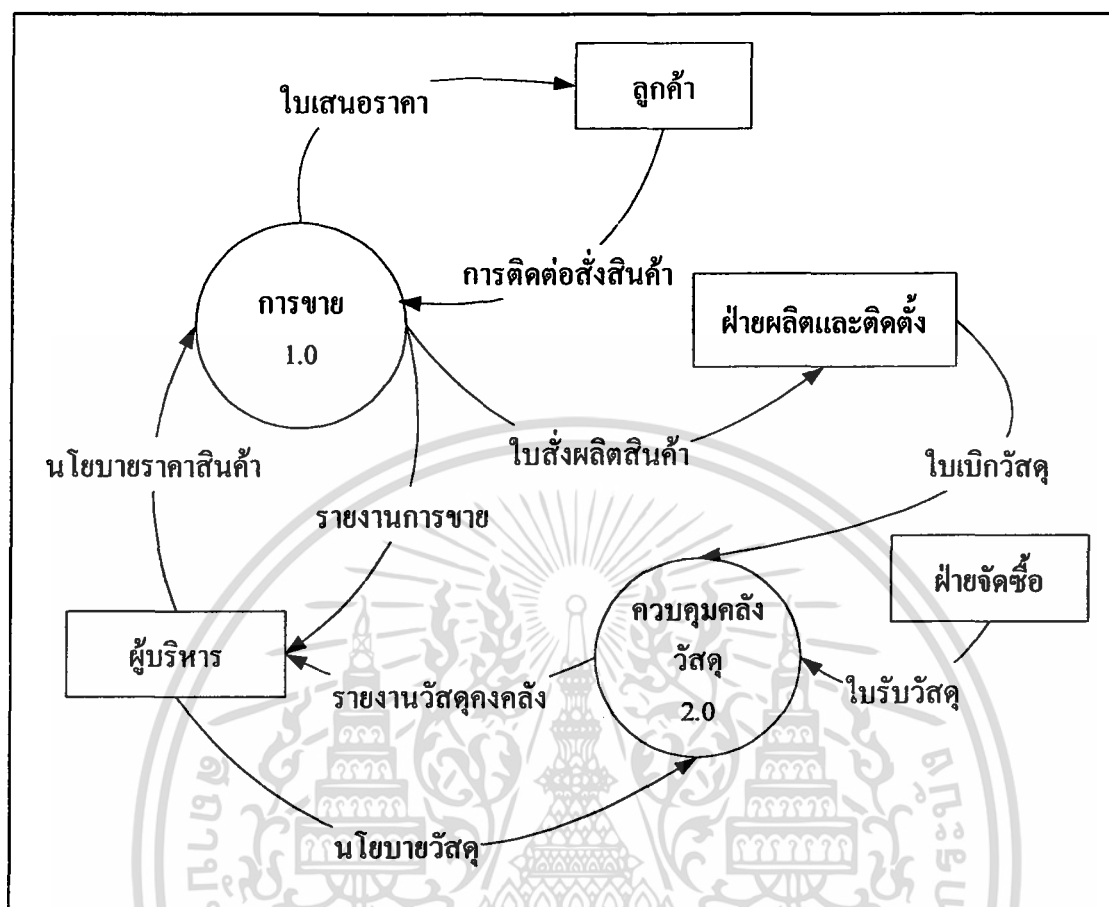 ลูกค้า
ใบเสนอราคา
การติดต่อสั่งสินค้า
การขาย
1.0
ฝ่ายผลิตและติดตั้ง
ใบสั่งผลิตสินค้า
นโยบายราคาสินค้า
ใบเบิกวัสดุ
รายงานการขาย
ฝ่ายจัดซื้อ
ควบคุมคลัง
วัสดุ
2.0
ผู้บริหาร
รายงานวัสดุคงคลัง
ใบรับวัสดุ
นโยบายวัสดุ